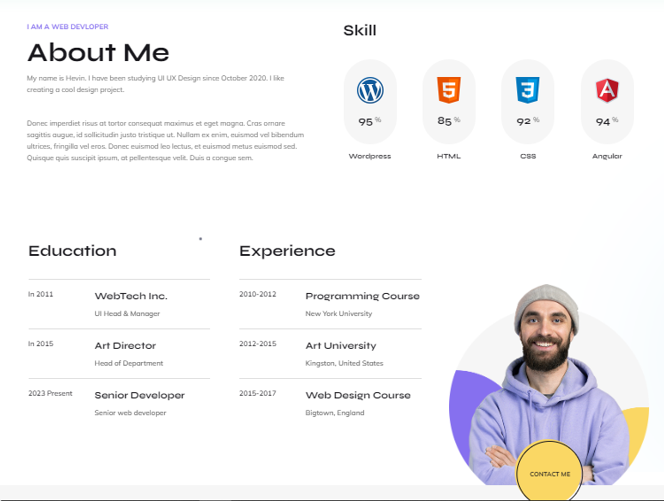 I AM A WEB DEVLOPER
About Me
My name is Hevin. I have been studying UI UX Design since October 2020. I like
creating a cool design project.
Donec imperdiet risus at tortor consequat maximus et eget magna. Cras ornare
sagittis augue, id sollicitudin justo tristique ut. Nullam ex enim, euismod vel bibendum
ultrices, fringilla vel eros. Donec euismod leo lectus, et euismod metus euismod sed.
Quisque quis suscipit ipsum, at pellentesque velit. Duis a congue sem.
Skill
95 %
85 %
92 %
94 %
Wordpress
HTML
CSS
Angular
Education
In 2011
WebTech Inc.
UI Head & Manager
In 2015
Art Director
Head of Department
2023 Present
Senior Developer
Senior web developer
Experience
2010-2012
Programming Course
New York University
2012-2015
Art University
Kingston, United States
2015-2017
Web Design Course
Bigtown, England
CONTACT ME